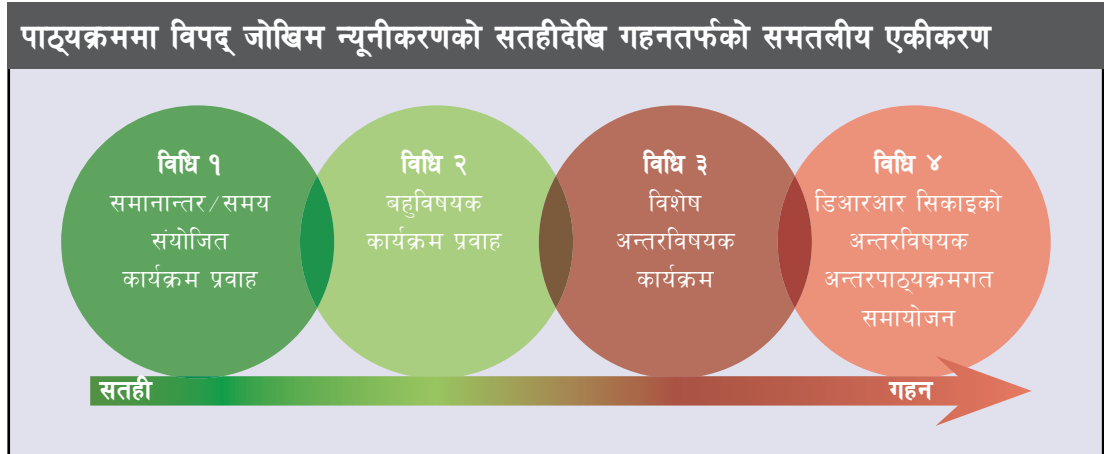 पाठ्यक्रममा विपद् जोखिम न्यूनीकरणको सतहीदेखि गहनतर्फको समतलीय एकीकरण
विधि १
समानान्तर/समय
संयोजित
कार्यक्रम प्रवाह
विधि २
बहुविषयक
कार्यक्रम प्रवाह
विधि ३
विशेष
अन्तरविषयक
कार्यक्रम
विधि ४
डिआरआर सिकाइको
अन्तरविषयक
अन्तरपाठ्यक्रमगत
समायोजन
सतही
गहन